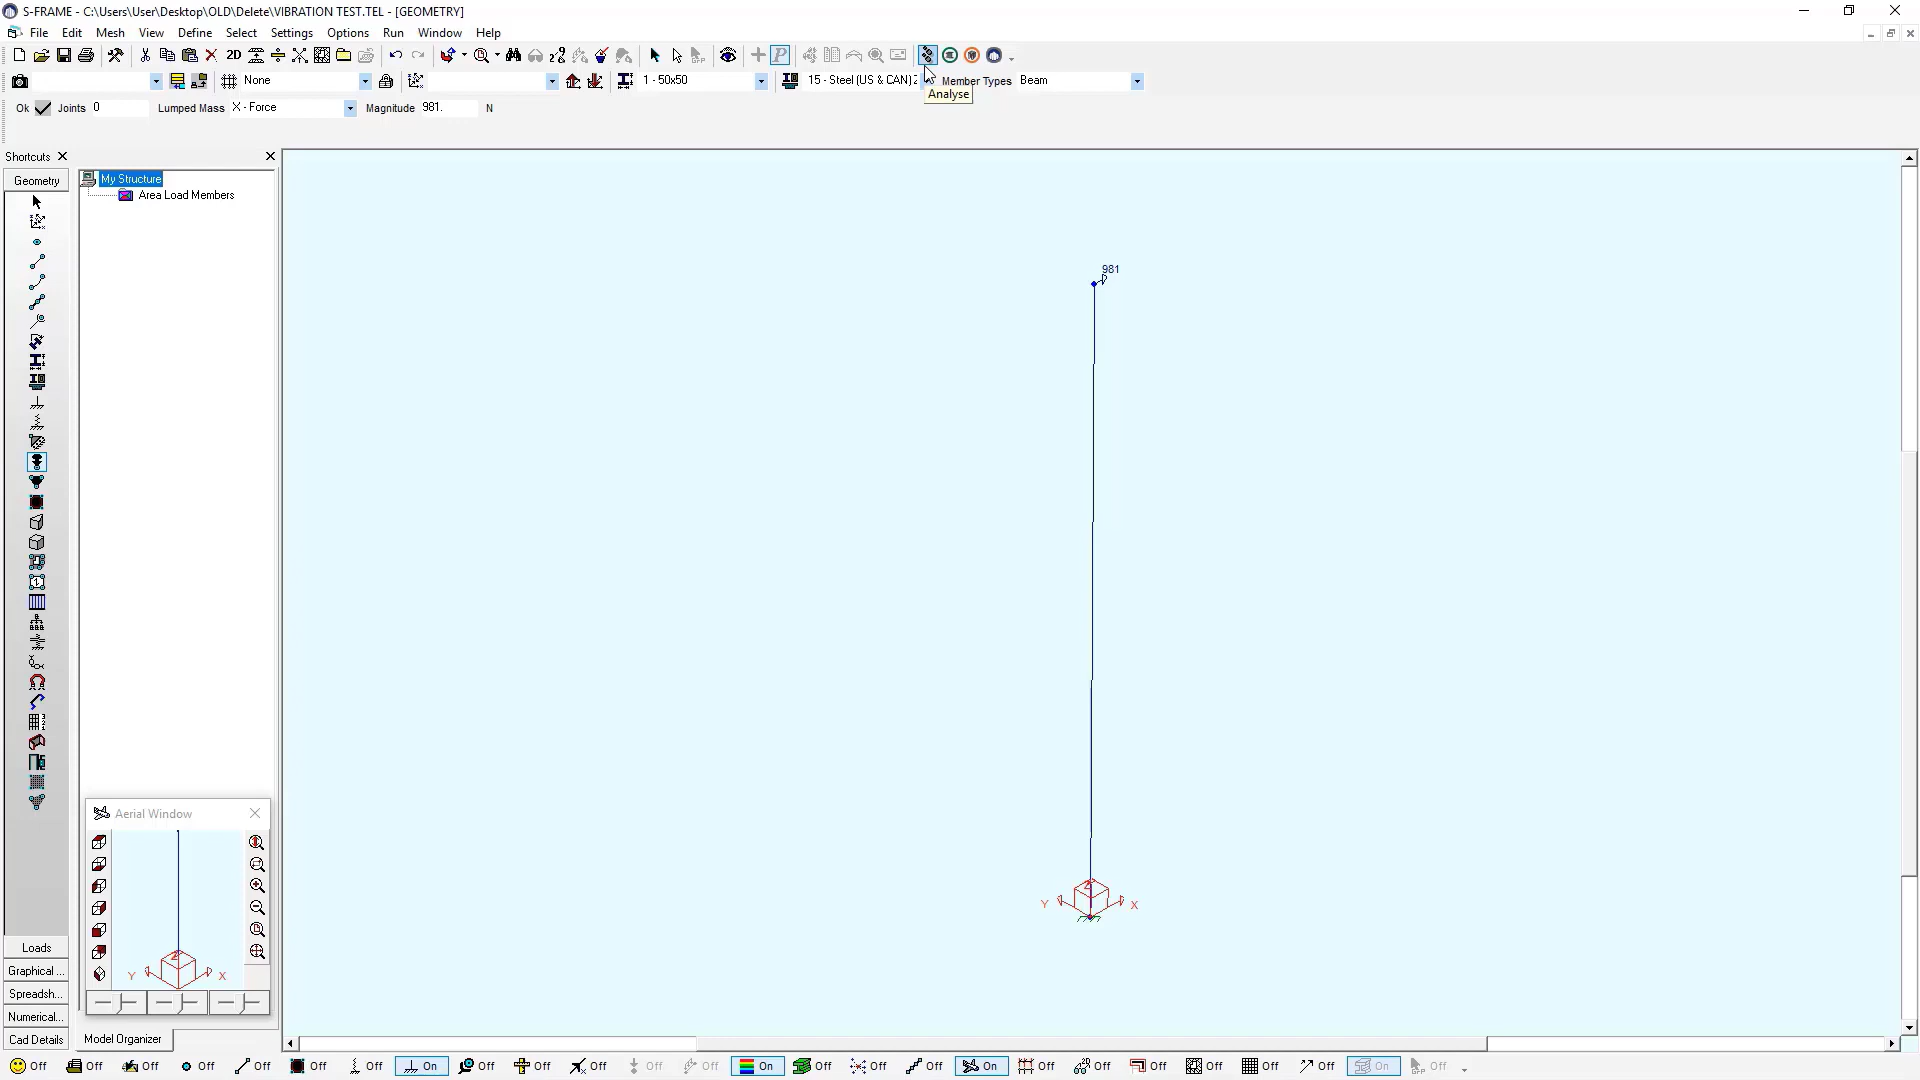 S-FRAME - C:\Users\User\Desktop\OLD\Delete\VIBRATION TEST.TEL - [GEOMETRY]
File Edit Mesh View Define Select Settings Options Run Window Help
2D
None
1 - 50x50
15 - Steel (US & CAN)
Member Types
Beam
Analyse
Ok Joints 0 Lumped Mass X - Force Magnitude 981. N
Shortcuts
Geometry
My Structure
Area Load Members
981
Y Z X
Aerial Window
Y Z X
Loads
Graphical ...
Spreadsh...
Numerical...
Cad Details
Model Organizer
Off Off Off Off Off Off Off On Off Off Off Off Off On Off Off Off On Off Off Off Off Off Off On Off